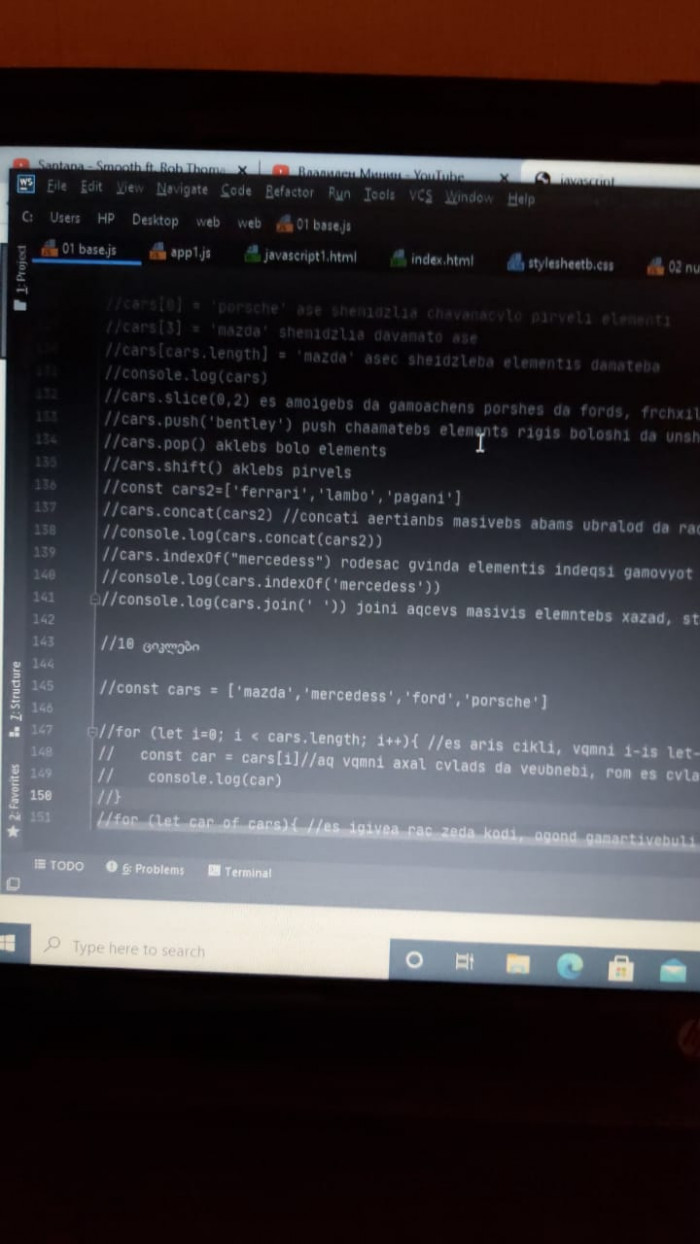 Santana - Smooth ft. Rob Thom
Владилен Минин - YouTube
javascript
WS File Edit View Navigate Code Refactor Run Tools VCS Window Help
C: Users HP Desktop web web 01 base.js
01 base.js app1.js javascript1.html index.html stylesheetb.css 02 nu
1: Project
//cars[0] = 'porsche' ase shenidzlia chavanacvlo pirveli elementi
//cars[3] = 'mazda' shenidzlia davamato ase
//cars[cars.length] = 'mazda' asec sheidzleba elementis damateba
131 //console.log(cars)
132 //cars.slice(0,2) es amoigebs da gamoachens porshes da fords, frchxil
133 //cars.push('bentley') push chaamatebs elements rigis boloshi da unsh
134 //cars.pop() aklebs bolo elements
135 //cars.shift() aklebs pirvels
136 //const cars2=['ferrari','lambo','pagani']
137 //cars.concat(cars2) //concati aertianbs masivebs abams ubralod da rac
138 //console.log(cars.concat(cars2))
139 //cars.indexOf("mercedess") rodesac gvinda elementis indeqsi gamovyot
140 //console.log(cars.indexOf('mercedess'))
141 //console.log(cars.join(' ')) joini aqcevs masivis elemntebs xazad, st
142
143 //10 ციკლები
144
145 //const cars = ['mazda','mercedess','ford','porsche']
146
147 //for (let i=0; i < cars.length; i++){ //es aris cikli, vqmni i-is let-
148 // const car = cars[i]//aq vqmni axal cvlads da veubnebi, rom es cvla
149 // console.log(car)
150 //}
151 //for (let car of cars){ //es igivea rac zeda kodi, ogond gamartivebuli
2: Structure
2: Favorites
TODO 6: Problems Terminal
Type here to search